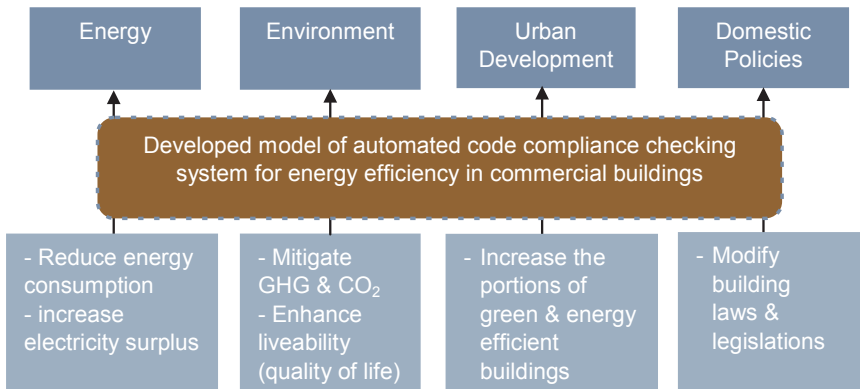 Energy
Environment
Urban
Development
Domestic
Policies
Developed model of automated code compliance checking
system for energy efficiency in commercial buildings
- Reduce energy
consumption
- increase
electricity surplus
- Mitigate
GHG & CO₂
- Enhance
liveability
(quality of life)
- Increase the
portions of
green & energy
efficient
buildings
- Modify
building
laws &
legislations